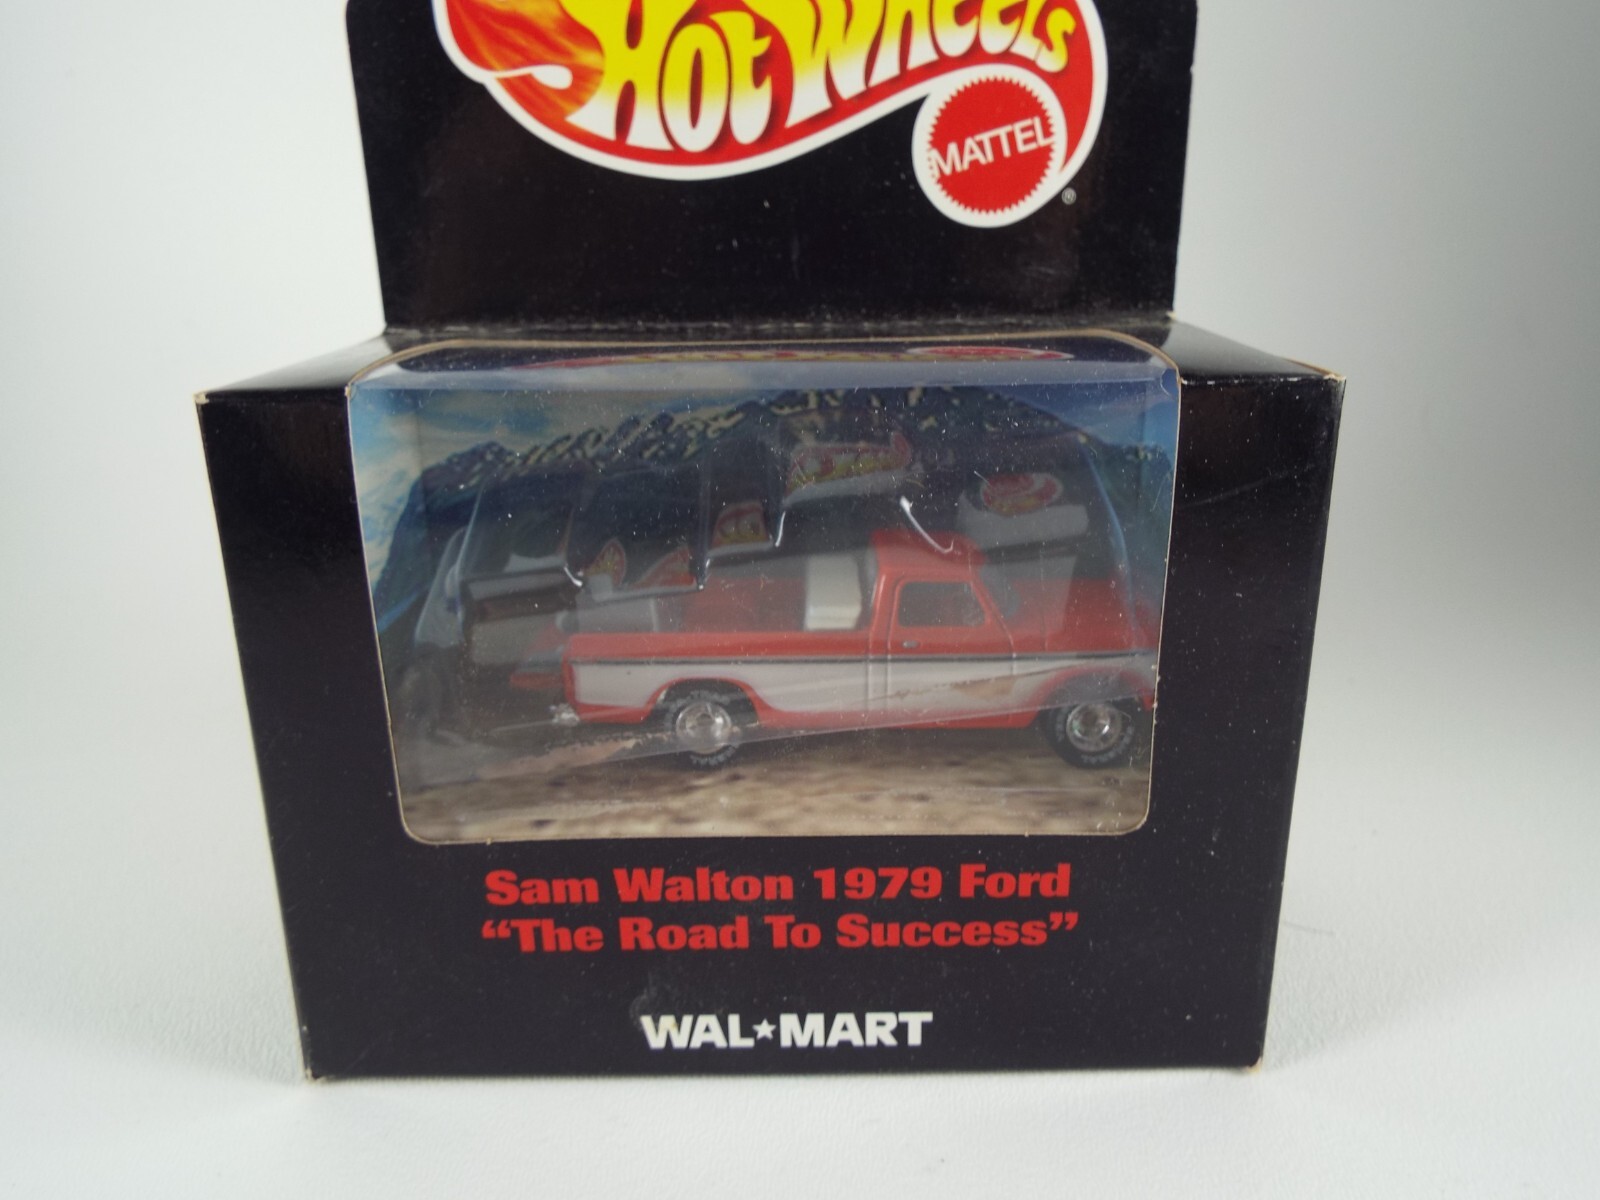 Hot Wheels
MATTEL
®
Sam Walton 1979 Ford
“The Road To Success”
WAL★MART